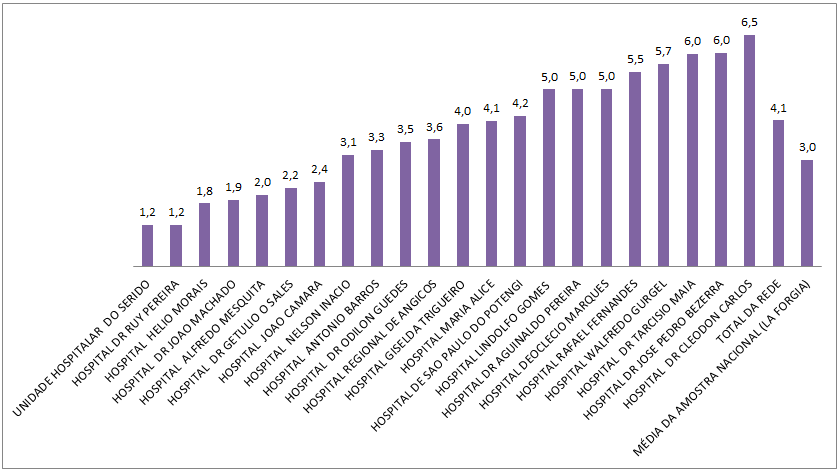 1,2
1,2
1,8
1,9
2,0
2,2
2,4
3,1
3,3
3,5
3,6
4,0
4,1
4,2
5,0
5,0
5,0
5,5
5,7
6,0
6,0
6,5
4,1
3,0
UNIDADE HOSPITALAR DO SERIDO
HOSPITAL DR RUY PEREIRA
HOSPITAL HELIO MORAIS
HOSPITAL DR JOAO MACHADO
HOSPITAL ALFREDO MESQUITA
HOSPITAL DR GETULIO O SALES
HOSPITAL JOAO CAMARA
HOSPITAL NELSON INACIO
HOSPITAL ANTONIO BARROS
HOSPITAL DR ODILON GUEDES
HOSPITAL REGIONAL DE ANGICOS
HOSPITAL GISELDA TRIGUEIRO
HOSPITAL MARIA ALICE
HOSPITAL DE SAO PAULO DO POTENGI
HOSPITAL LINDOLFO GOMES
HOSPITAL DR AGUINALDO PEREIRA
HOSPITAL DEOCLECIO MARQUES
HOSPITAL RAFAEL FERNANDES
HOSPITAL WALFREDO GURGEL
HOSPITAL DR TARCISO MAIA
HOSPITAL DR JOSE PEDRO BEZERRA
HOSPITAL DR CLEODON CARLOS
TOTAL DA REDE
MÉDIA DA AMOSTRA NACIONAL (LA FORGIA)